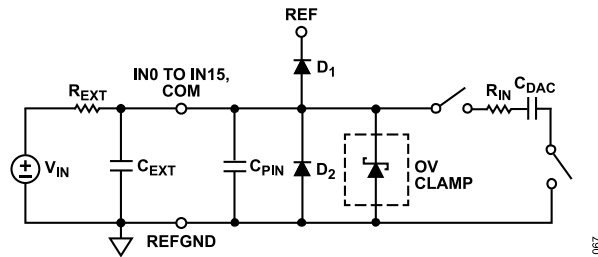 REF
IN0 TO IN15,
COM
REXT
D1
RIN
CDAC
VIN
CEXT
CPIN
D2
OV
CLAMP
REFGND
067